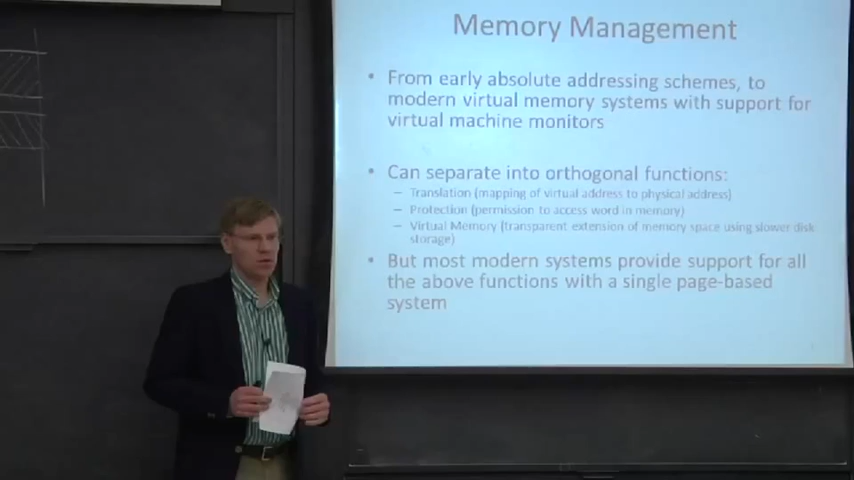 Memory Management
• From early absolute addressing schemes, to
modern virtual memory systems with support for
virtual machine monitors
• Can separate into orthogonal functions:
– Translation (mapping of virtual address to physical address)
– Protection (permission to access word in memory)
– Virtual Memory (transparent extension of memory space using slower disk
storage)
• But most modern systems provide support for all
the above functions with a single page-based
system